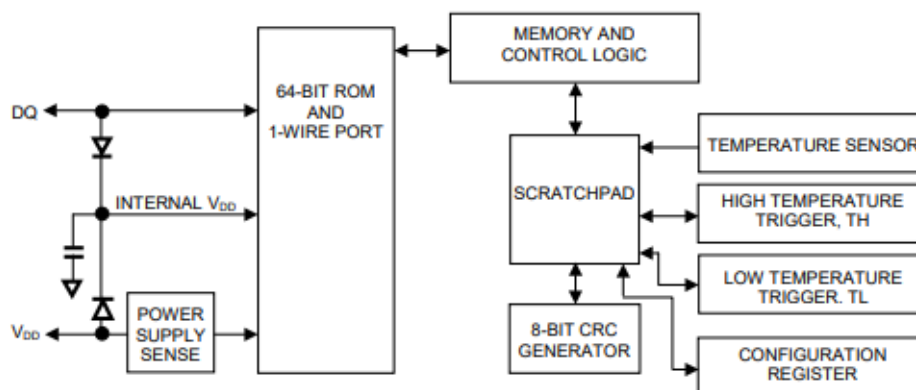 MEMORY AND
CONTROL LOGIC
64-BIT ROM
AND
1-WIRE PORT
DQ
INTERNAL VDD
VDD
POWER
SUPPLY
SENSE
SCRATCHPAD
8-BIT CRC
GENERATOR
TEMPERATURE SENSOR
HIGH TEMPERATURE
TRIGGER, TH
LOW TEMPERATURE
TRIGGER. TL
CONFIGURATION
REGISTER